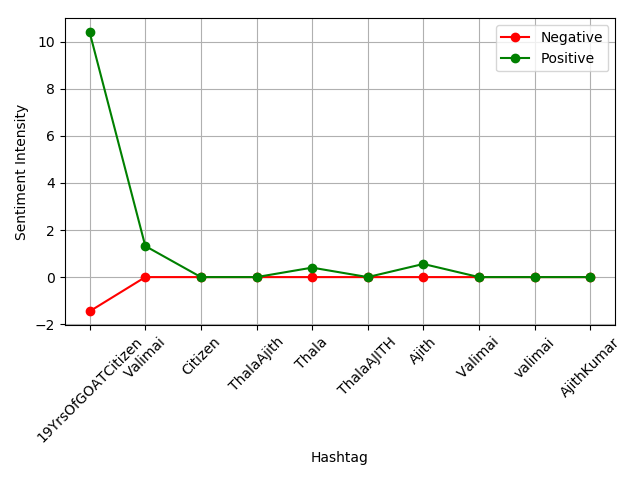 Negative
Positive
10
8
6
4
2
0
−2
Sentiment Intensity
19YrsOfGOATCitizen
Valimai
Citizen
ThalaAjith
Thala
ThalaAJITH
Ajith
Valimai
valimai
AjithKumar
Hashtag